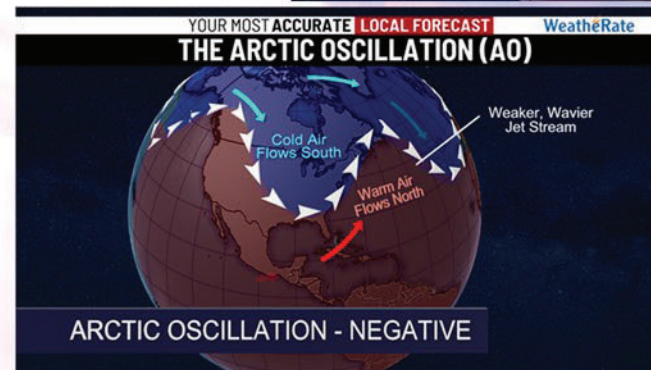 YOUR MOST ACCURATE LOCAL FORECAST
WeatheRate
THE ARCTIC OSCILLATION (AO)
Weaker, Wavier
Jet Stream
Cold Air
Flows South
Warm Air
Flows North
ARCTIC OSCILLATION - NEGATIVE